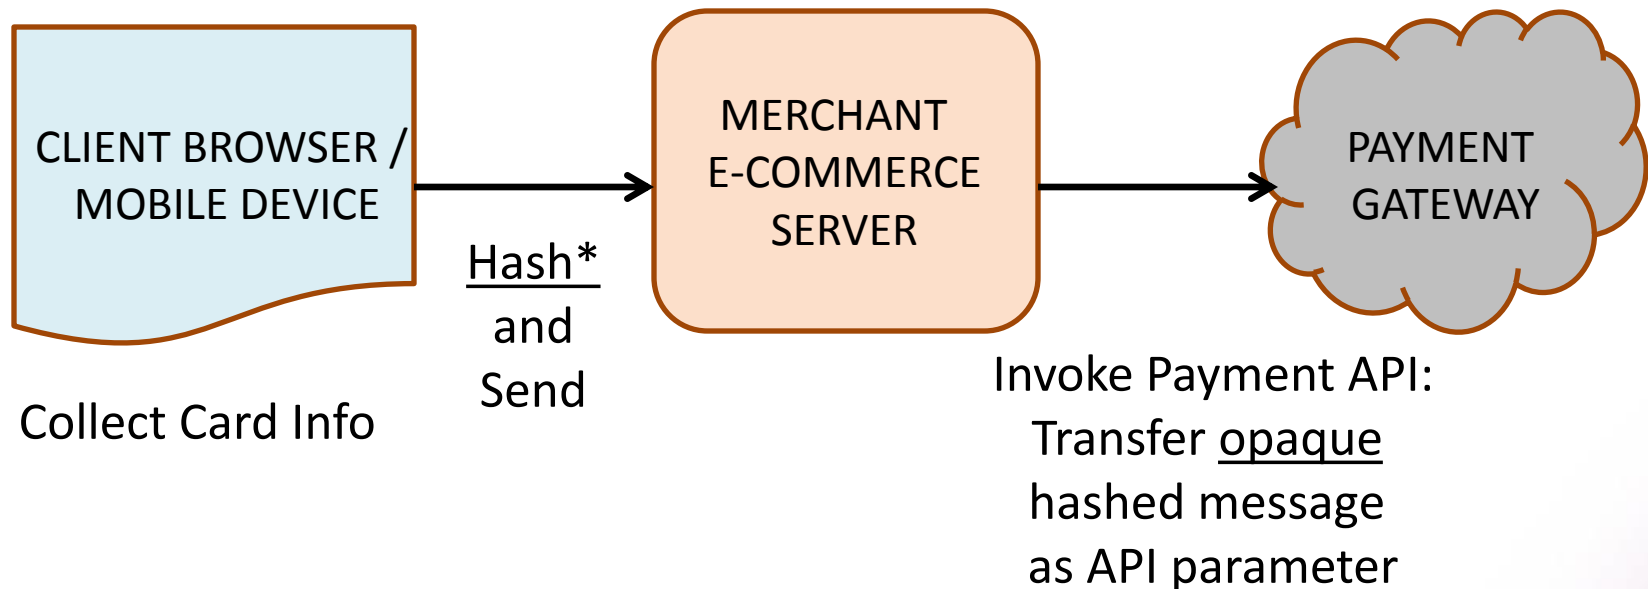 CLIENT BROWSER /
MOBILE DEVICE
Collect Card Info
Hash*
and
Send
MERCHANT
E-COMMERCE
SERVER
PAYMENT
GATEWAY
Invoke Payment API:
Transfer opaque
hashed message
as API parameter